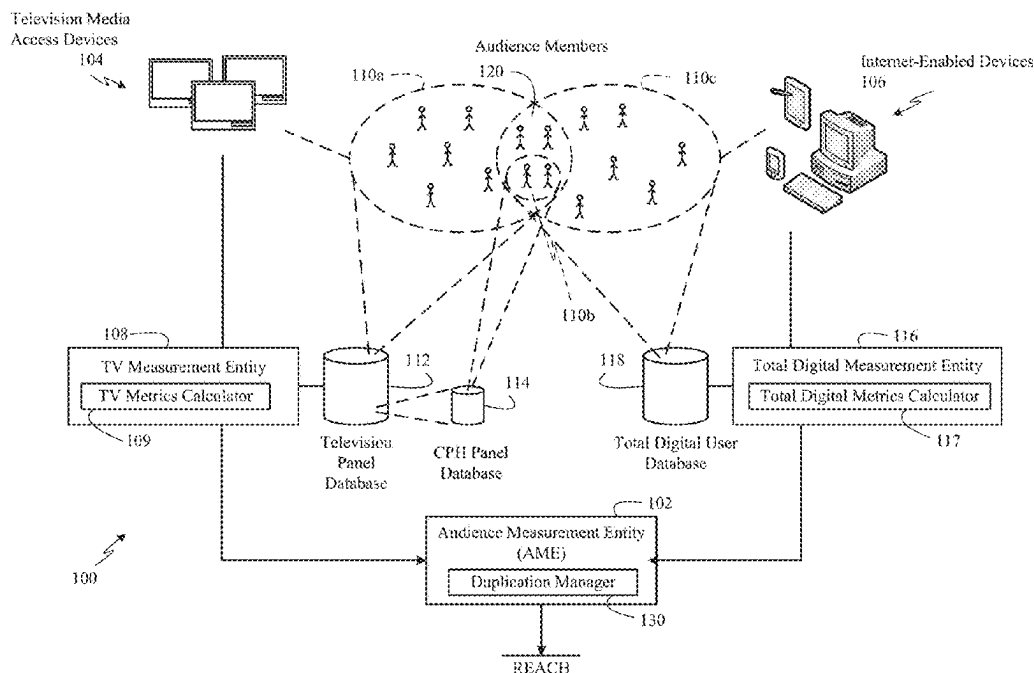 Television Media
Access Devices
104
Audience Members
110a
120
110c
Internet-Enabled Devices
106
110b
108
TV Measurement Entity
TV Metrics Calculator
109
112
Television
Panel
Database
114
CPH Panel
Database
118
Total Digital User
Database
116
Total Digital Measurement Entity
Total Digital Metrics Calculator
117
102
Audience Measurement Entity
(AME)
Duplication Manager
130
100
REACH